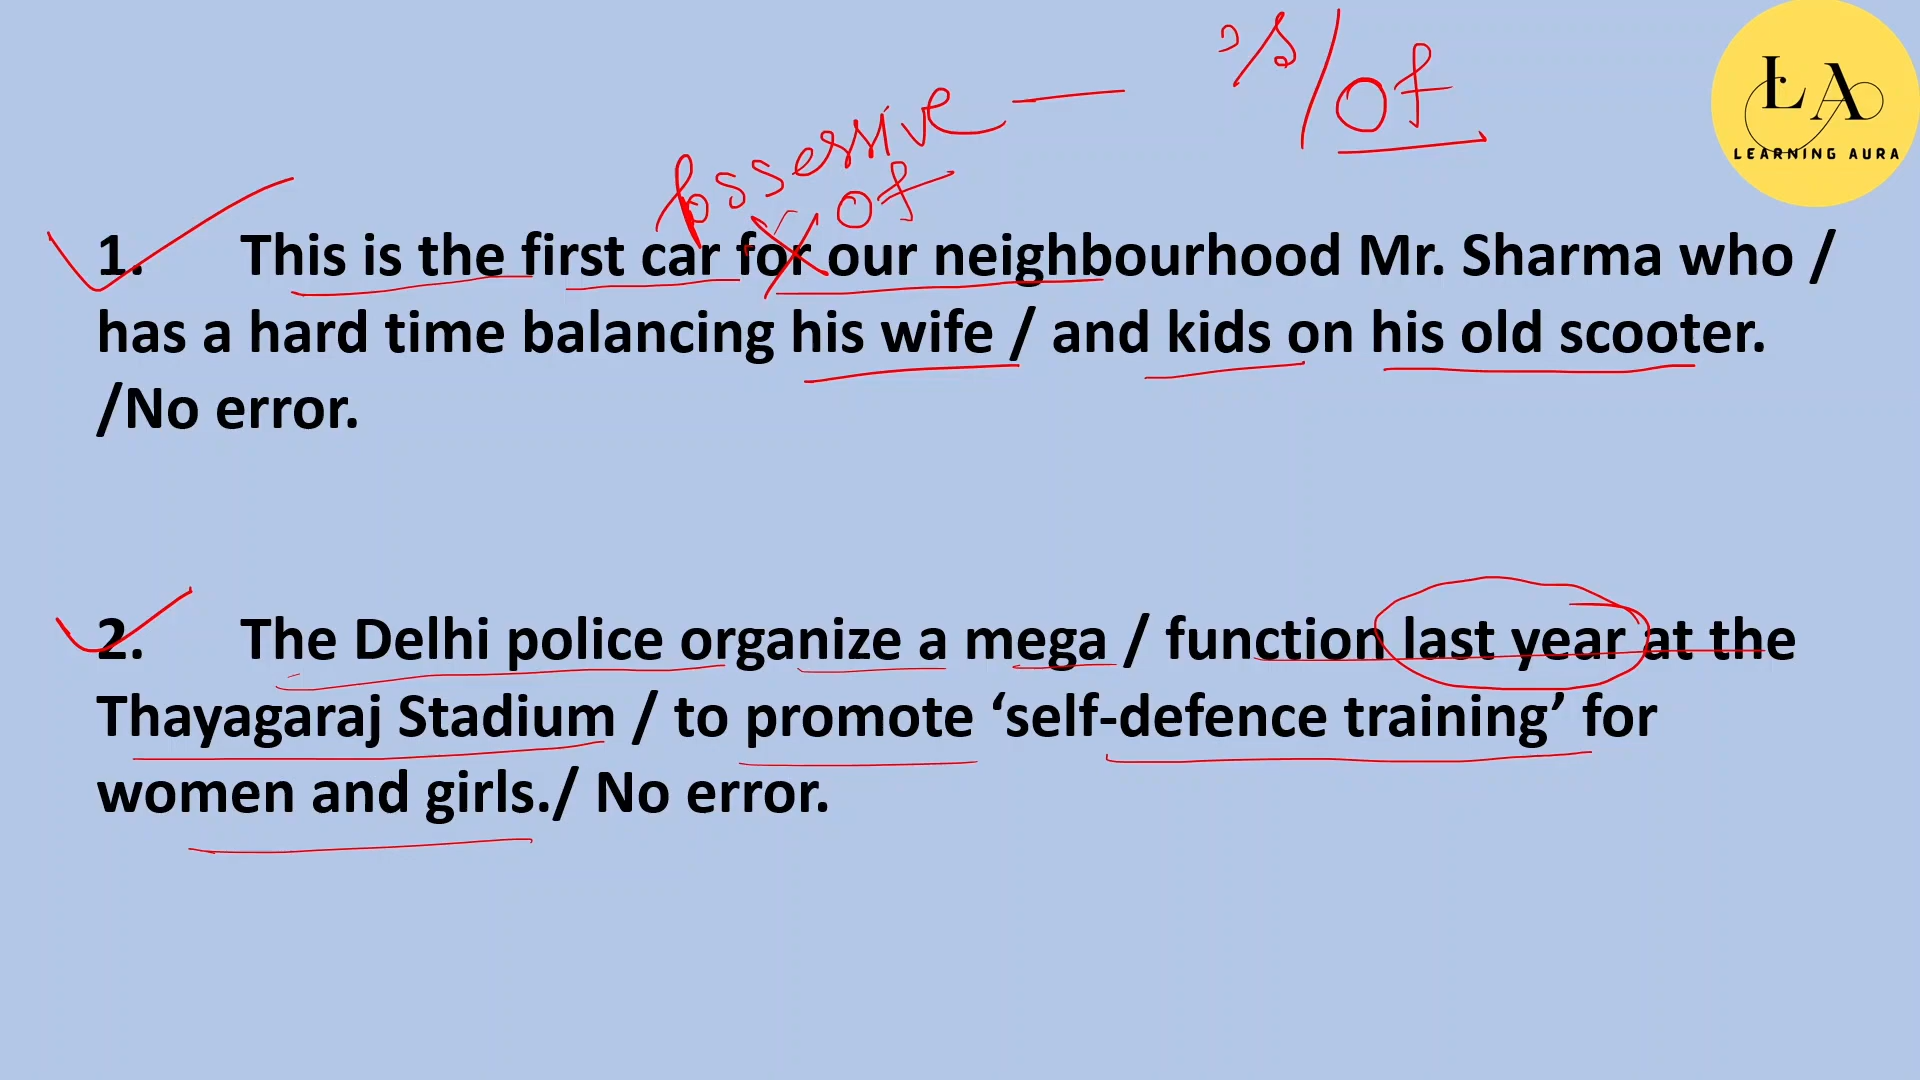 's/of
Possessive —
of
LA
LEARNING AURA
1. This is the first car for our neighbourhood Mr. Sharma who /
has a hard time balancing his wife / and kids on his old scooter.
/No error.
2. The Delhi police organize a mega / function last year at the
Thayagaraj Stadium / to promote ‘self-defence training’ for
women and girls./ No error.